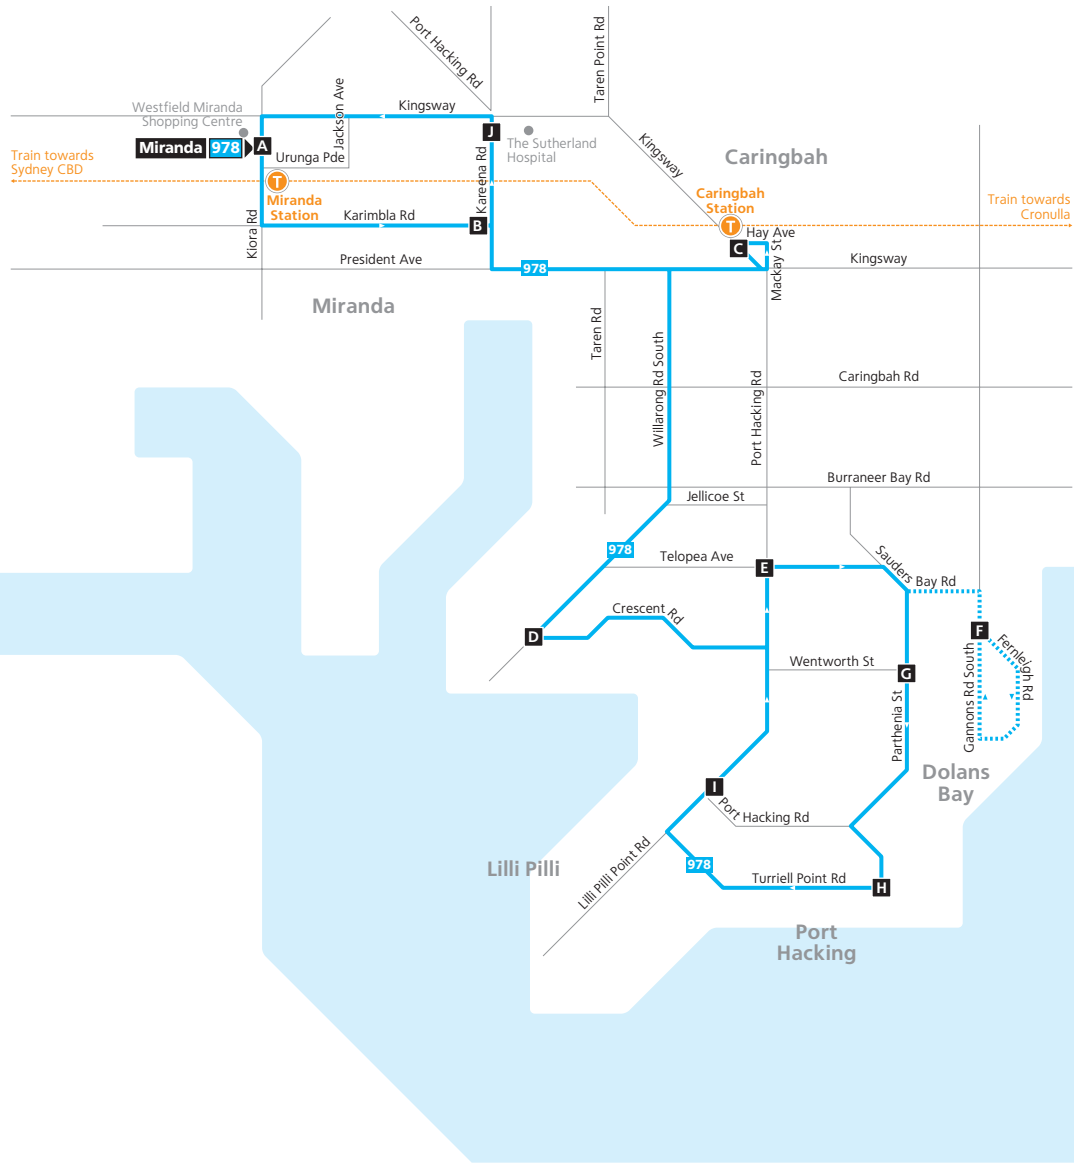 Port Hacking Rd
Taren Point Rd
Westfield Miranda
Shopping Centre
Jackson Ave
Kingsway
Miranda 978
A
J
The Sutherland
Hospital
Kingsway
Caringbah
Train towards
Sydney CBD
Urunga Pde
T
Miranda
Station
Kareena Rd
Caringbah
Station
T
Train towards
Cronulla
Kiora Rd
Karimbla Rd
B
Hay Ave
C
Mackay St
President Ave
978
Kingsway
Miranda
Taren Rd
Willarong Rd South
Port Hacking Rd
Caringbah Rd
Burraneer Bay Rd
Jellicoe St
978
Telopea Ave
E
Sauders
Bay Rd
Crescent Rd
D
F
Fernleigh Rd
Wentworth St
G
Gannons Rd South
Parthenia St
Dolans
Bay
I
Port Hacking Rd
Lilli Pilli
Lilli Pilli Point Rd
978
Turriell Point Rd
H
Port
Hacking